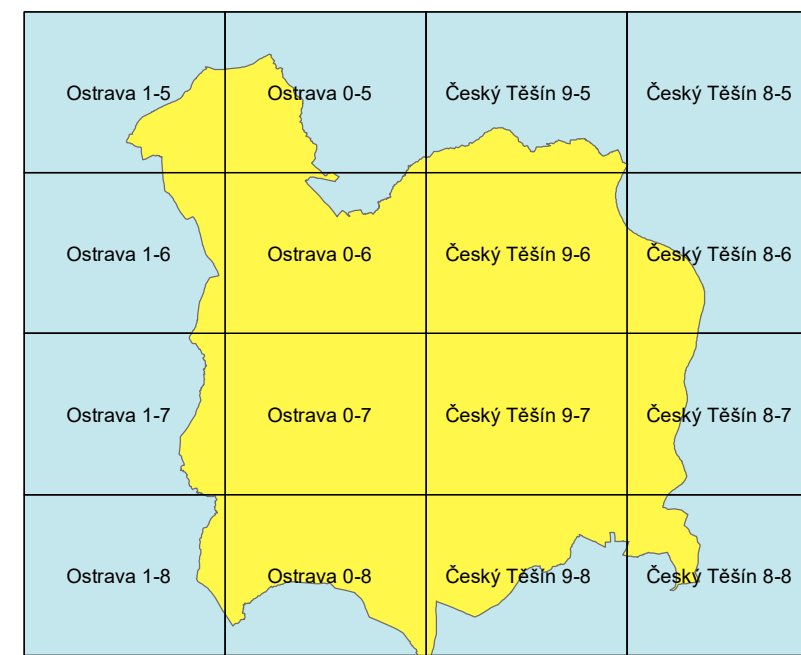 Ostrava 1-5
Ostrava 0-5
Český Těšín 9-5
Český Těšín 8-5
Ostrava 1-6
Ostrava 0-6
Český Těšín 9-6
Český Těšín 8-6
Ostrava 1-7
Ostrava 0-7
Český Těšín 9-7
Český Těšín 8-7
Ostrava 1-8
Ostrava 0-8
Český Těšín 9-8
Český Těšín 8-8